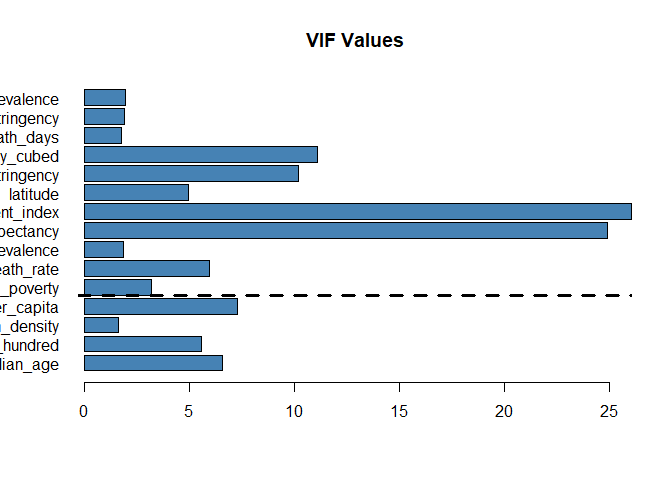 VIF Values
evalence
tringency
ath_days
y_cubed
tringency
latitude
ent_index
pectancy
evalence
eath_rate
_poverty
er_capita
_density
_hundred
lian_age
0 5 10 15 20 25